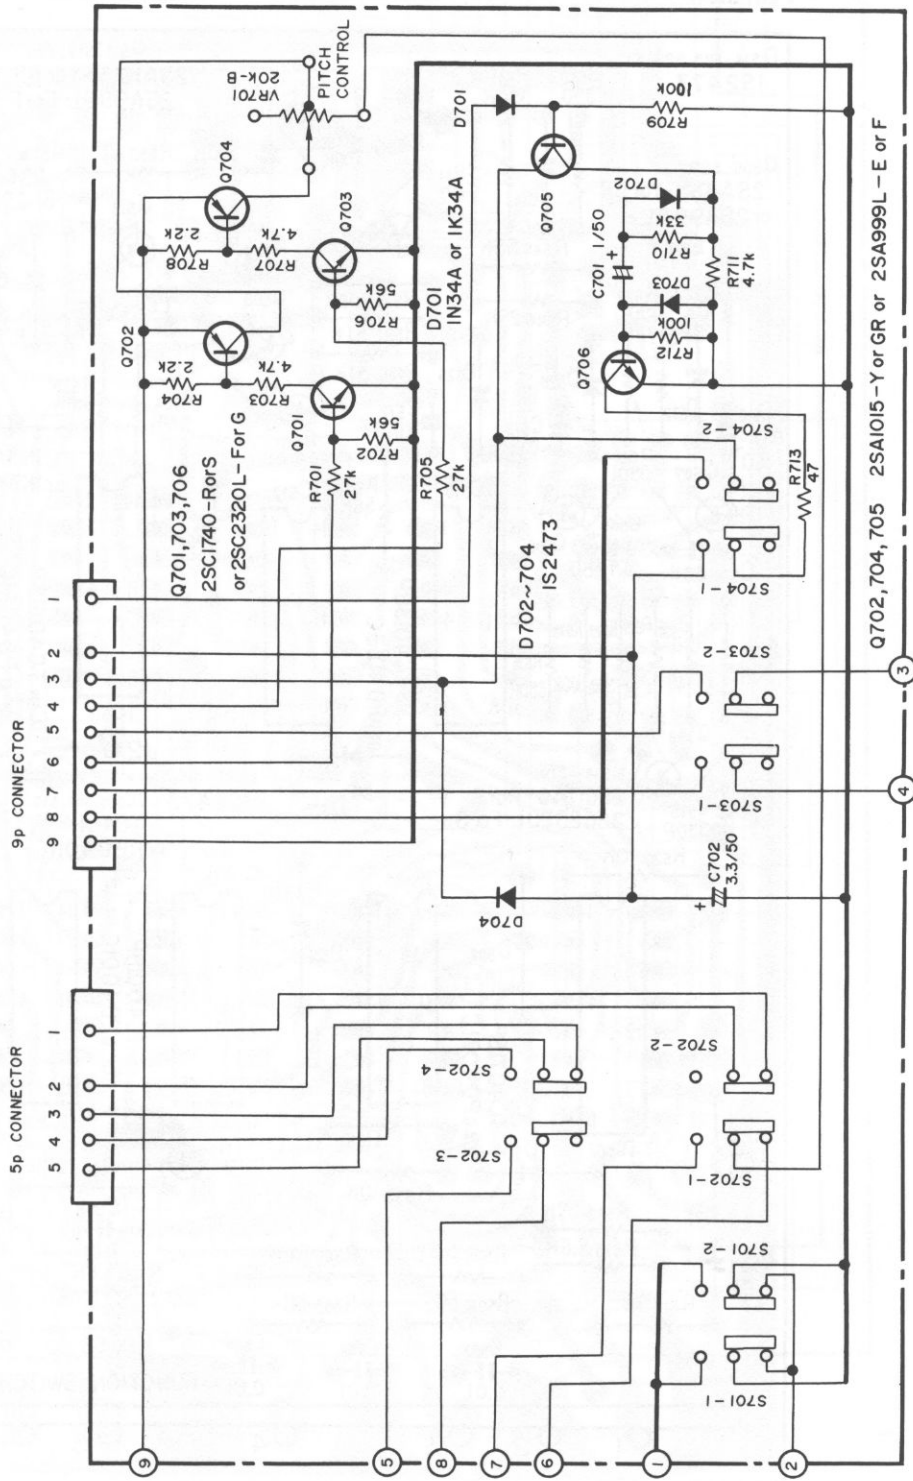 5p CONNECTOR
5 4 3 2 1
9p CONNECTOR
9 8 7 6 5 4 3 2 1
Q701,703,706
2SC1740-RorS
or2SC2320L-ForG
R704
2.2k
R703
4.7k
Q702
R708
2.2k
R707
4.7k
Q704
VR701
20k-B
PITCH
CONTROL
R701
27k
Q701
R702
56k
R706
56k
Q703
R705
27k
D701
IN34A or 1K34A
D701
Q705
R709
100k
D702~704
IS2473
C701 1/50
+
D702
33k
R710
D703
100k
R712
R711
4.7k
Q706
S704-2
R713
47
S704-1
S703-2
S703-1
D704
+
C702
3.3/50
S702-4
S702-3
S702-2
S702-1
S701-2
S701-1
Q702,704,705 2SA1015-Y or GR or 2SA999L-E or F
9
5
8
7
6
1
2
4
3